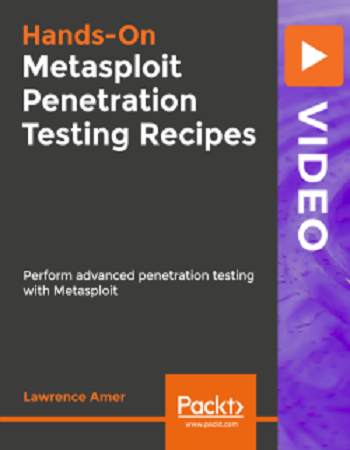 Hands-On
Metasploit
Penetration
Testing Recipes
VIDEO
Perform advanced penetration testing
with Metasploit
Lawrence Amer
Packt>
www.packt.com